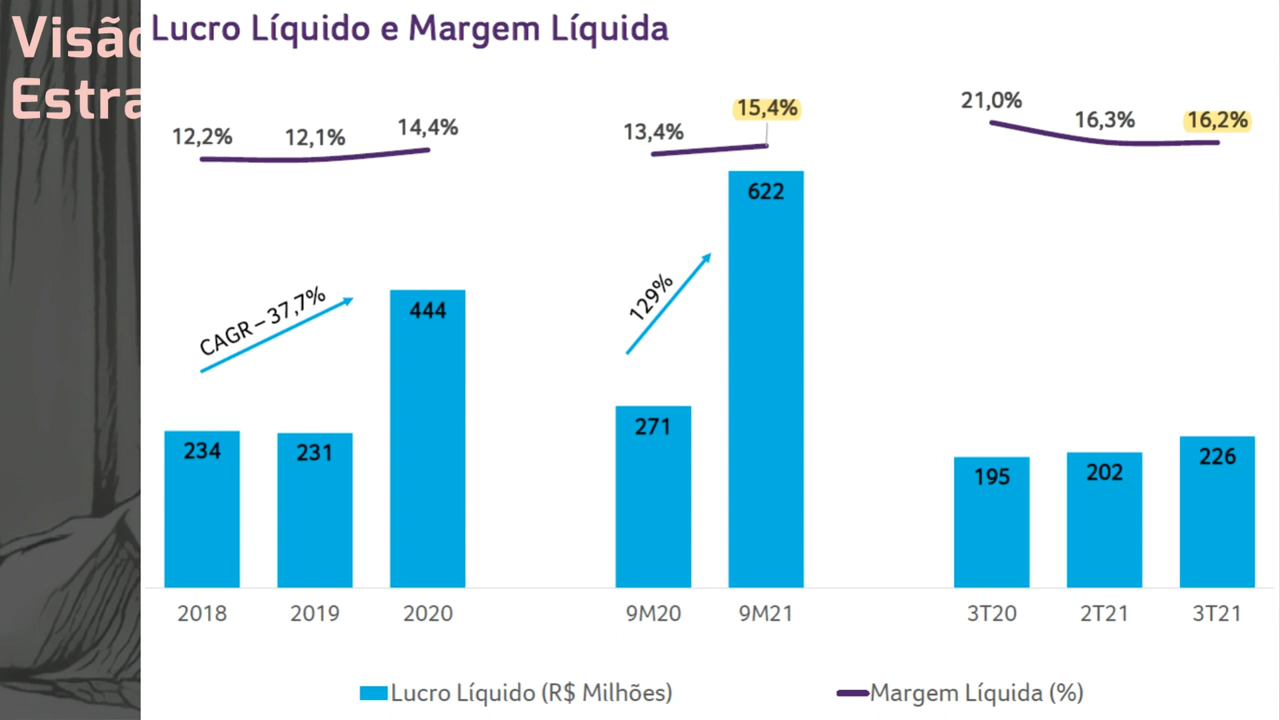 Visão
Estra
Lucro Líquido e Margem Líquida
12,2%
12,1%
14,4%
13,4%
15,4%
21,0%
16,3%
16,2%
CAGR – 37,7%
129%
234
231
444
271
622
195
202
226
2018
2019
2020
9M20
9M21
3T20
2T21
3T21
Lucro Líquido (R$ Milhões)
Margem Líquida (%)